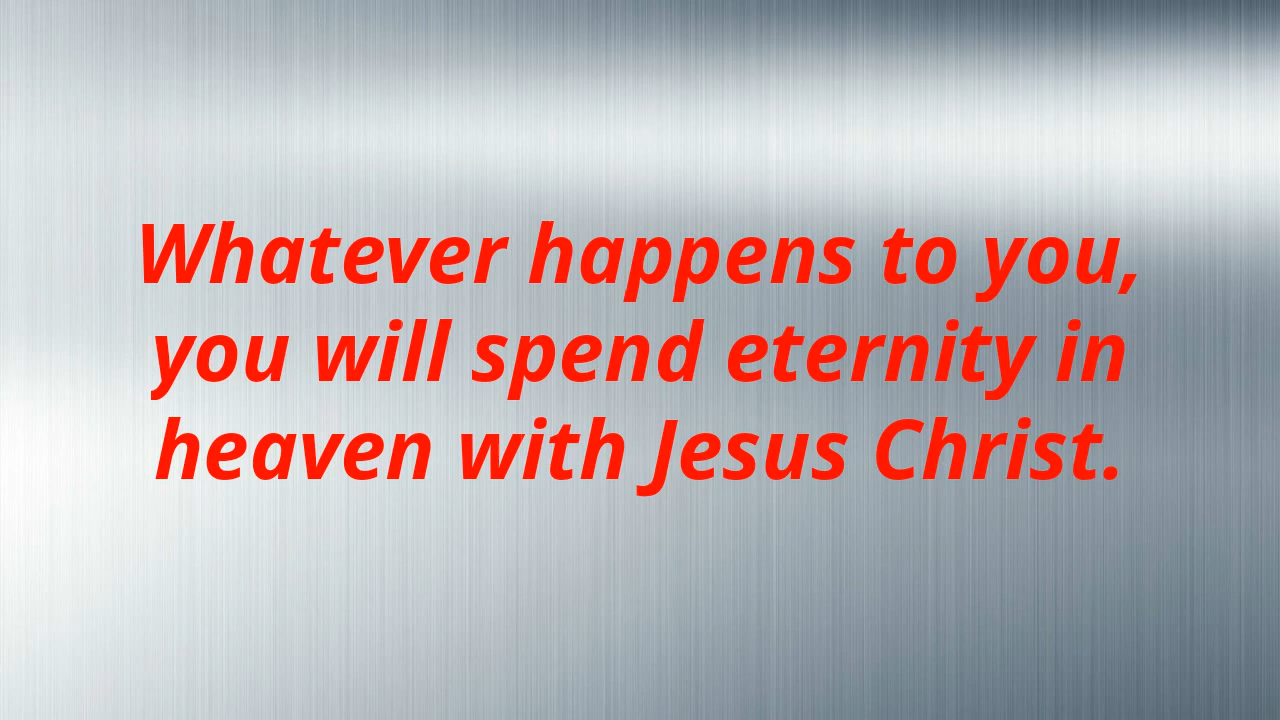 Whatever happens to you,
you will spend eternity in
heaven with Jesus Christ.